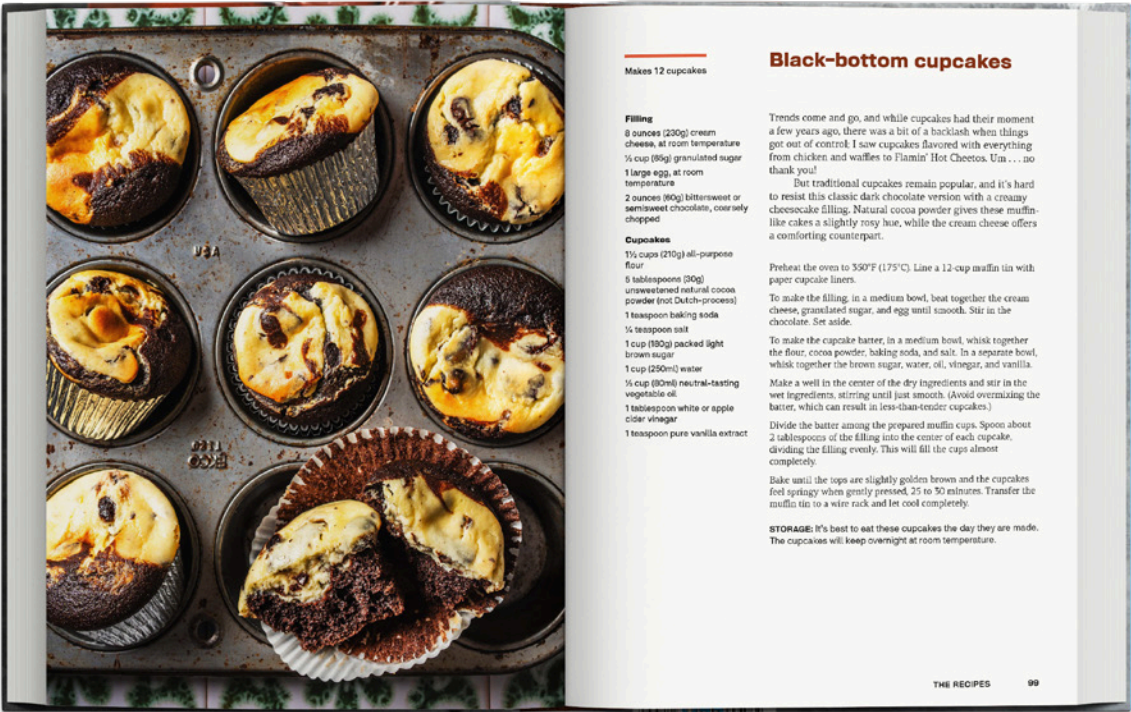 USA
1120
EKCO
Makes 12 cupcakes
Filling
8 ounces (230g) cream
cheese, at room temperature
⅓ cup (65g) granulated sugar
1 large egg, at room
temperature
2 ounces (60g) bittersweet or
semisweet chocolate, coarsely
chopped
Cupcakes
1½ cups (210g) all-purpose
flour
5 tablespoons (30g)
unsweetened natural cocoa
powder (not Dutch-process)
1 teaspoon baking soda
¼ teaspoon salt
1 cup (180g) packed light
brown sugar
1 cup (250ml) water
⅓ cup (80ml) neutral-tasting
vegetable oil
1 tablespoon white or apple
cider vinegar
1 teaspoon pure vanilla extract
Black-bottom cupcakes
Trends come and go, and while cupcakes had their moment
a few years ago, there was a bit of a backlash when things
got out of control; I saw cupcakes flavored with everything
from chicken and waffles to Flamin' Hot Cheetos. Um . . . no
thank you!
But traditional cupcakes remain popular, and it's hard
to resist this classic dark chocolate version with a creamy
cheesecake filling. Natural cocoa powder gives these muffin-
like cakes a slightly rosy hue, while the cream cheese offers
a comforting counterpart.
Preheat the oven to 350°F (175°C). Line a 12-cup muffin tin with
paper cupcake liners.
To make the filling, in a medium bowl, beat together the cream
cheese, granulated sugar, and egg until smooth. Stir in the
chocolate. Set aside.
To make the cupcake batter, in a medium bowl, whisk together
the flour, cocoa powder, baking soda, and salt. In a separate bowl,
whisk together the brown sugar, water, oil, vinegar, and vanilla.
Make a well in the center of the dry ingredients and stir in the
wet ingredients, stirring until just smooth. (Avoid overmixing the
batter, which can result in less-than-tender cupcakes.)
Divide the batter among the prepared muffin cups. Spoon about
2 tablespoons of the filling into the center of each cupcake,
dividing the filling evenly. This will fill the cups almost
completely.
Bake until the tops are slightly golden brown and the cupcakes
feel springy when gently pressed, 25 to 30 minutes. Transfer the
muffin tin to a wire rack and let cool completely.
STORAGE: It's best to eat these cupcakes the day they are made.
The cupcakes will keep overnight at room temperature.
THE RECIPES 99